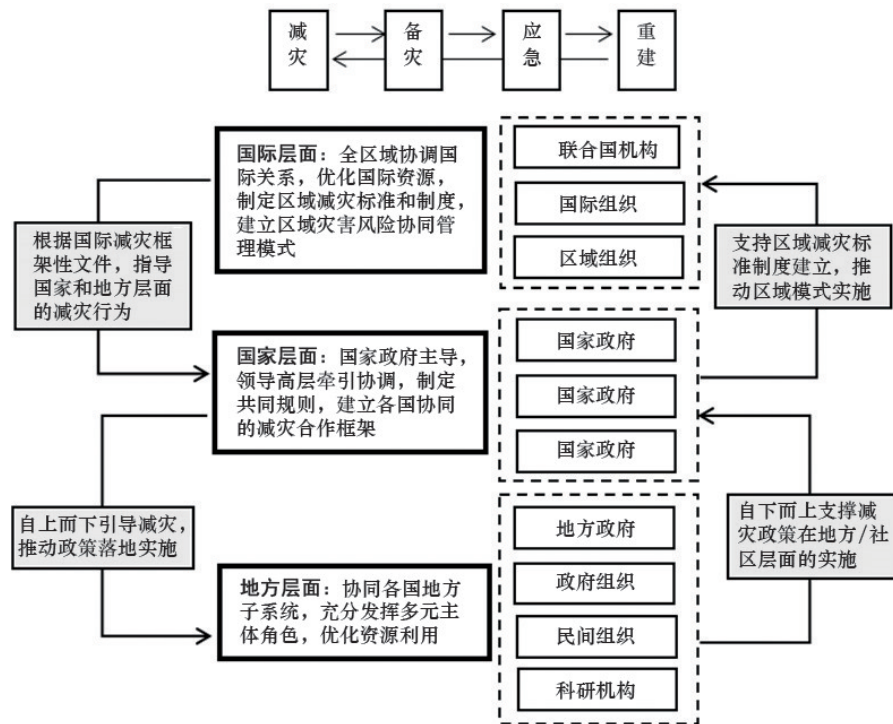 减灾
备灾
应急
重建
国际层面：全区域协调国
际关系，优化国际资源，
制定区域减灾标准和制度，
建立区域灾害风险协同管
理模式
联合国机构
国际组织
区域组织
根据国际减灾框
架性文件，指导
国家和地方层面
的减灾行为
支持区域减灾标
准制度建立，推
动区域模式实施
国家层面：国家政府主导，
领导高层牵引协调，制定
共同规则，建立各国协同
的减灾合作框架
国家政府
国家政府
国家政府
自上而下引导减灾，
推动政策落地实施
自下而上支撑减
灾政策在地方/社
区层面的实施
地方层面：协同各国地方
子系统，充分发挥多元主
体角色，优化资源利用
地方政府
政府组织
民间组织
科研机构